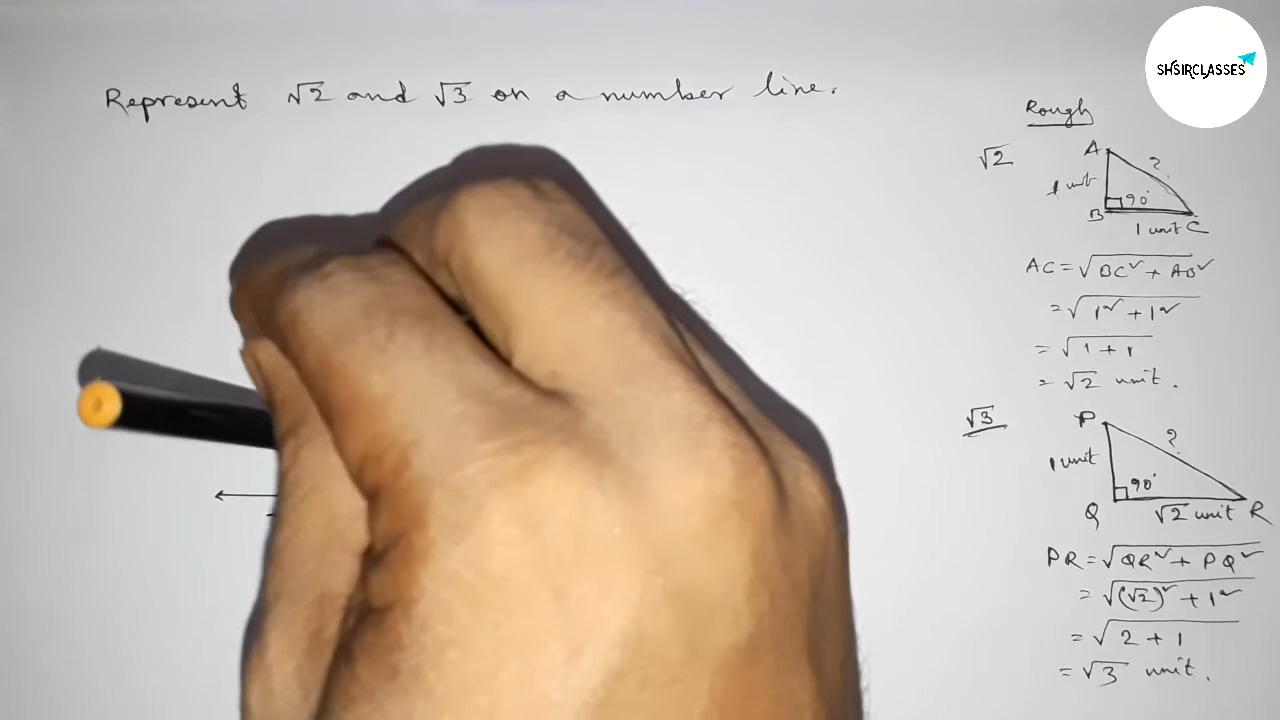 Represent √2 and √3 on a number line.
SHSIRCLASSES
Rough
√2
A
?
1 unit
90°
B
1 unit C
AC = √BC² + AB²
= √1² + 1²
= √1 + 1
= √2 unit.
√3
P
?
1 unit
90°
Q
√2 unit R
PR = √QR² + PQ²
= √(√2)² + 1²
= √2 + 1
= √3 unit.